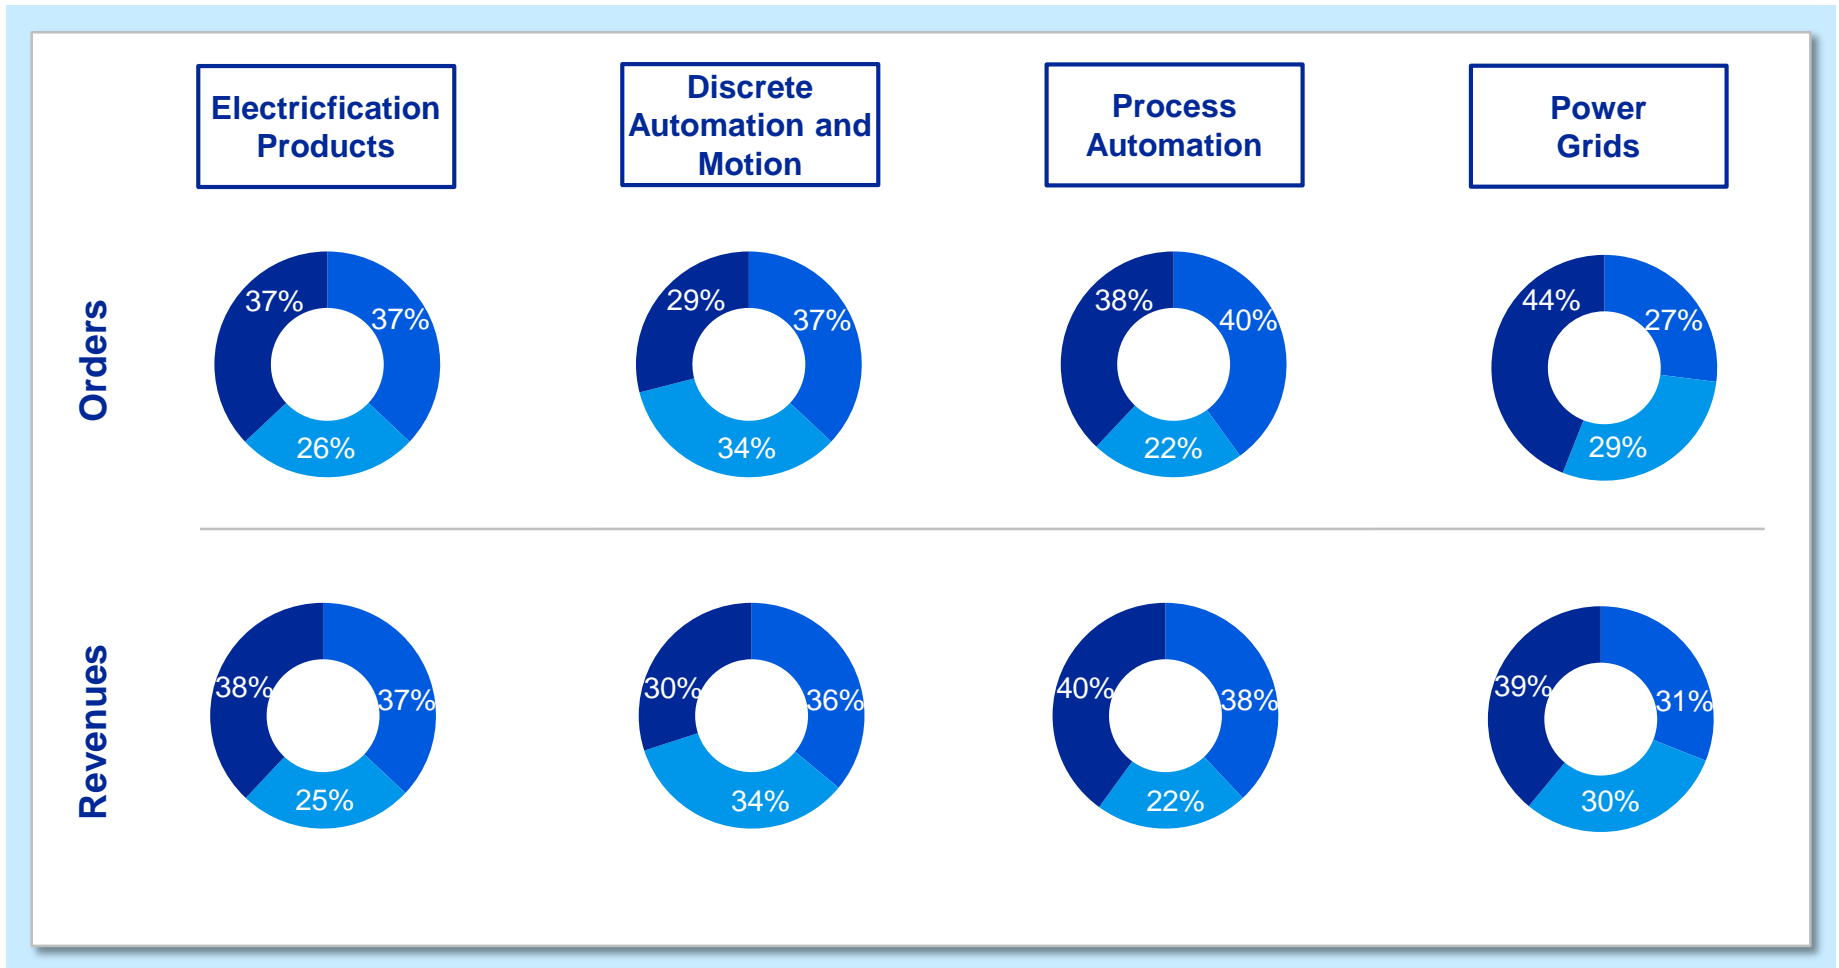 Electricfication
Products
Discrete
Automation and
Motion
Process
Automation
Power
Grids
Orders
37%
37%
26%
29%
37%
34%
38%
40%
22%
44%
27%
29%
Revenues
38%
37%
25%
30%
36%
34%
40%
38%
22%
39%
31%
30%